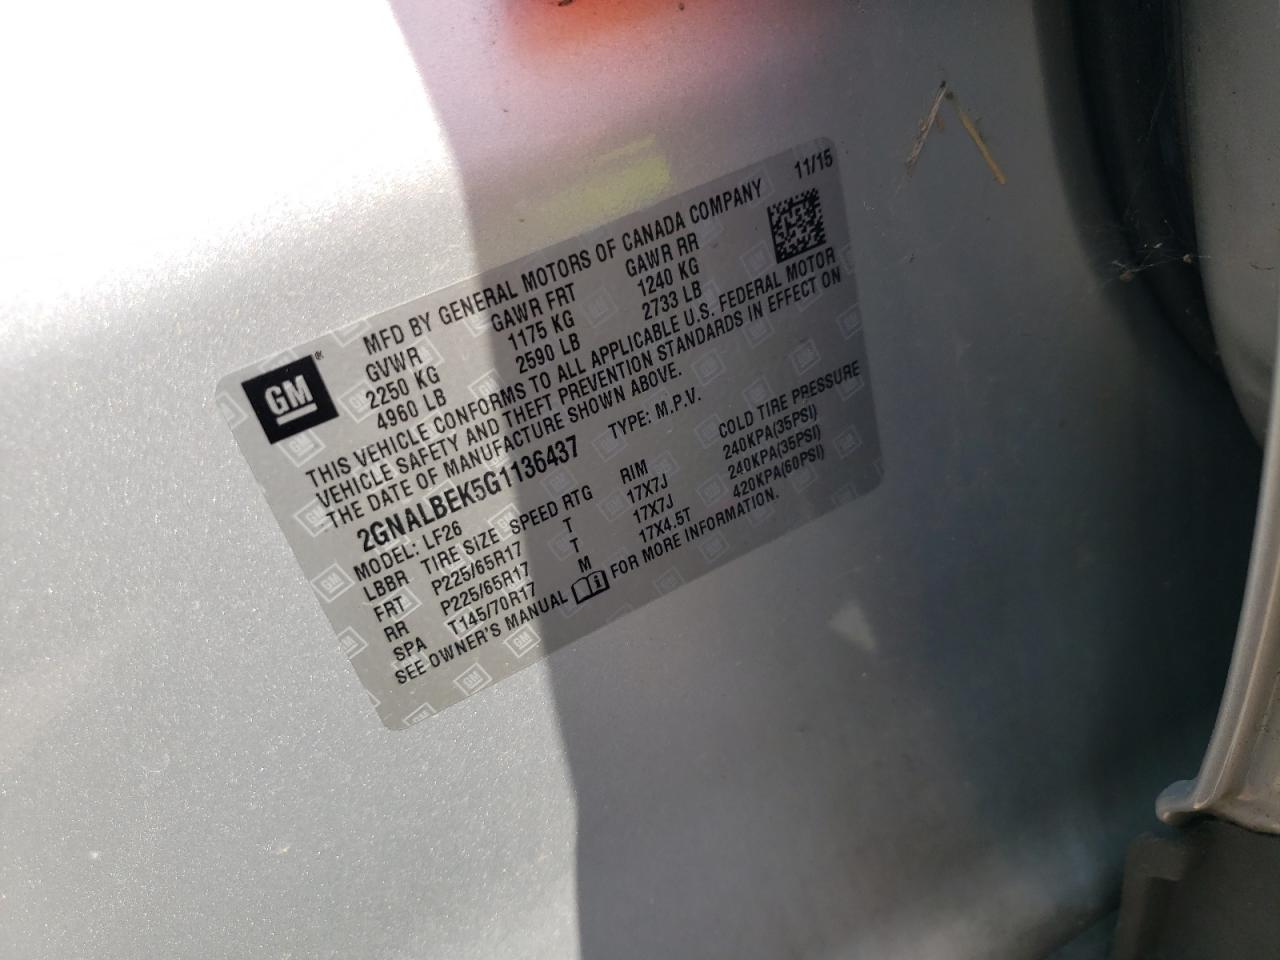 GM®
MFD BY GENERAL MOTORS OF CANADA COMPANY 11/15
GVWR GAWR FRT GAWR RR
2250 KG 1175 KG 1240 KG
4960 LB 2590 LB 2733 LB
THIS VEHICLE CONFORMS TO ALL APPLICABLE U.S. FEDERAL MOTOR
VEHICLE SAFETY AND THEFT PREVENTION STANDARDS IN EFFECT ON
THE DATE OF MANUFACTURE SHOWN ABOVE.
2GNALBEK5G1136437 TYPE: M.P.V.
MODEL: LF26
LBBR TIRE SIZE SPEED RTG RIM COLD TIRE PRESSURE
FRT P225/65R17 T 17X7J 240KPA(35PSI)
RR P225/65R17 T 17X7J 240KPA(35PSI)
SPA T145/70R17 M 17X4.5T 420KPA(60PSI)
SEE OWNER'S MANUAL FOR MORE INFORMATION.